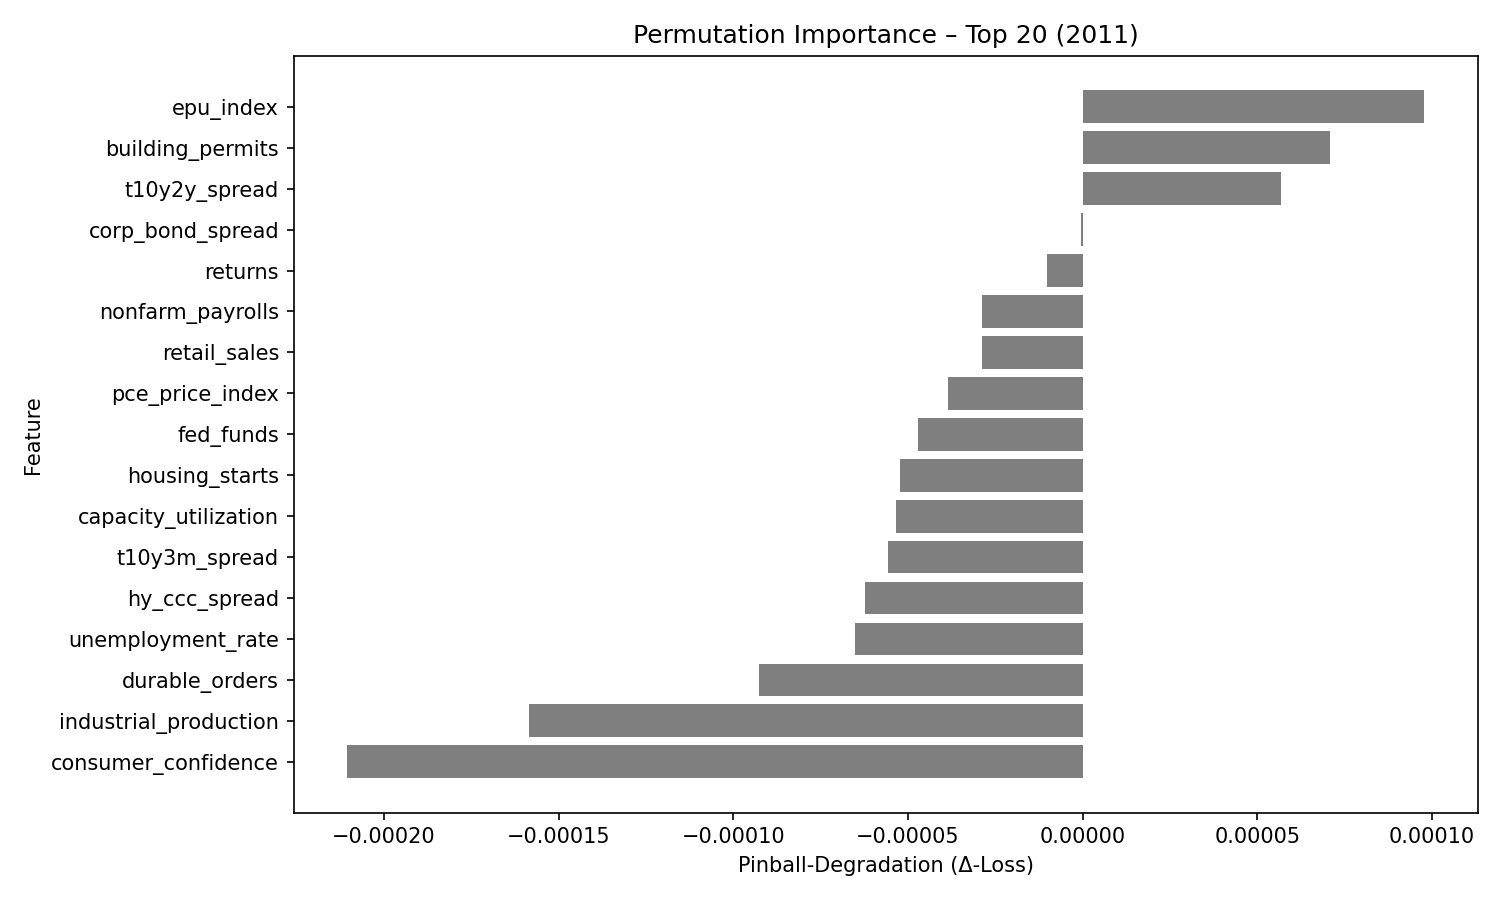 Permutation Importance – Top 20 (2011)
epu_index
building_permits
t10y2y_spread
corp_bond_spread
returns
nonfarm_payrolls
retail_sales
pce_price_index
fed_funds
housing_starts
capacity_utilization
t10y3m_spread
hy_ccc_spread
unemployment_rate
durable_orders
industrial_production
consumer_confidence
Feature
−0.00020 −0.00015 −0.00010 −0.00005 0.00000 0.00005 0.00010
Pinball-Degradation (Δ-Loss)